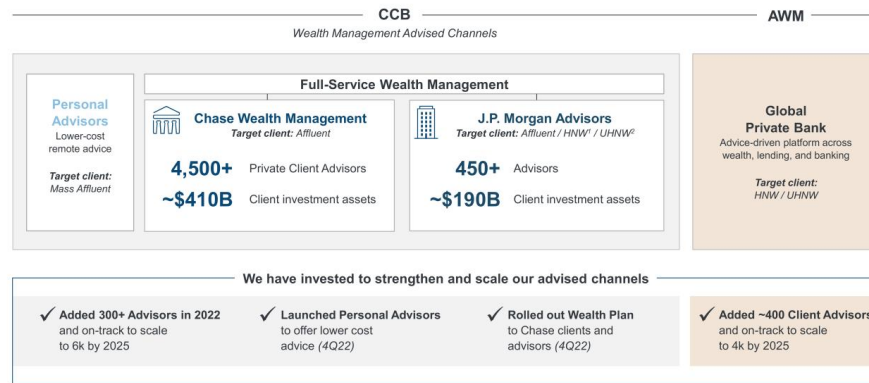 CCB
AWM
Wealth Management Advised Channels
Personal
Advisors
Lower-cost
remote advice
Target client:
Mass Affluent
Full-Service Wealth Management
Chase Wealth Management
Target client: Affluent
4,500+ Private Client Advisors
~$410B Client investment assets
J.P. Morgan Advisors
Target client: Affluent / HNW¹ / UHNW²
450+ Advisors
~$190B Client investment assets
Global
Private Bank
Advice-driven platform across
wealth, lending, and banking
Target client:
HNW / UHNW
We have invested to strengthen and scale our advised channels
✓ Added 300+ Advisors in 2022
and on-track to scale
to 6k by 2025
✓ Launched Personal Advisors
to offer lower cost
advice (4Q22)
✓ Rolled out Wealth Plan
to Chase clients and
advisors (4Q22)
✓ Added ~400 Client Advisors
and on-track to scale
to 4k by 2025